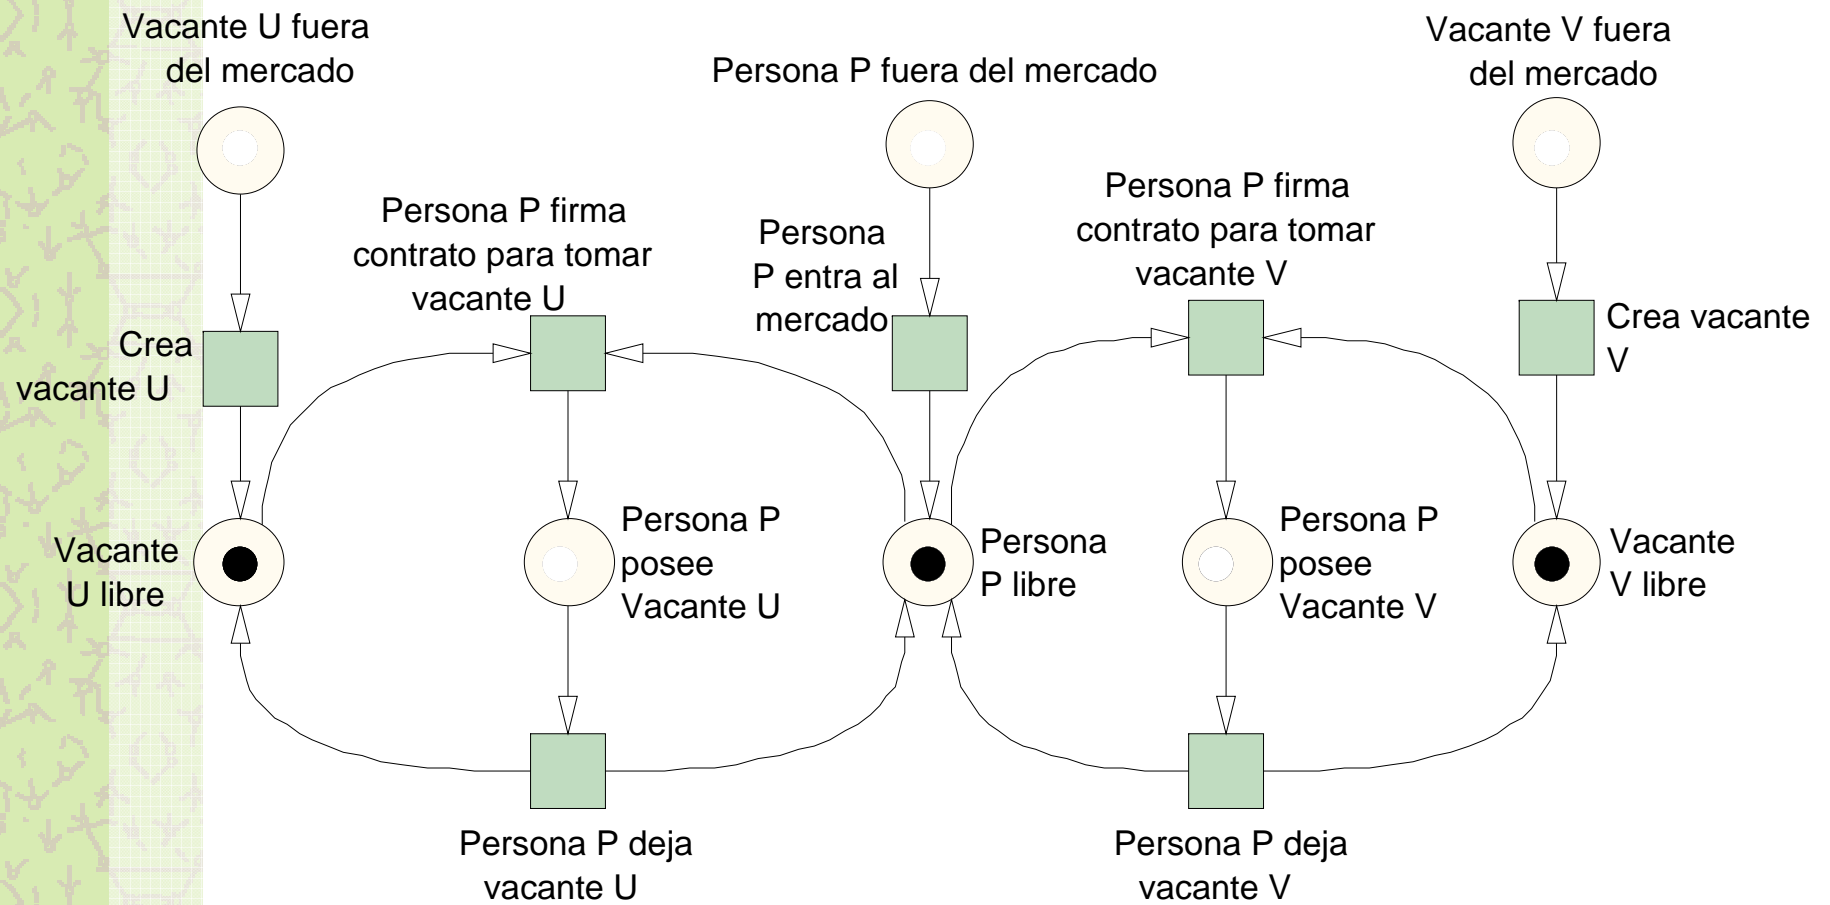 Vacante U fuera
del mercado
Persona P fuera del mercado
Vacante V fuera
del mercado
Persona P firma
contrato para tomar
vacante U
Persona
P entra al
mercado
Persona P firma
contrato para tomar
vacante V
Crea
vacante U
Crea vacante
V
Vacante
U libre
Persona P
posee
Vacante U
Persona
P libre
Persona P
posee
Vacante V
Vacante
V libre
Persona P deja
vacante U
Persona P deja
vacante V